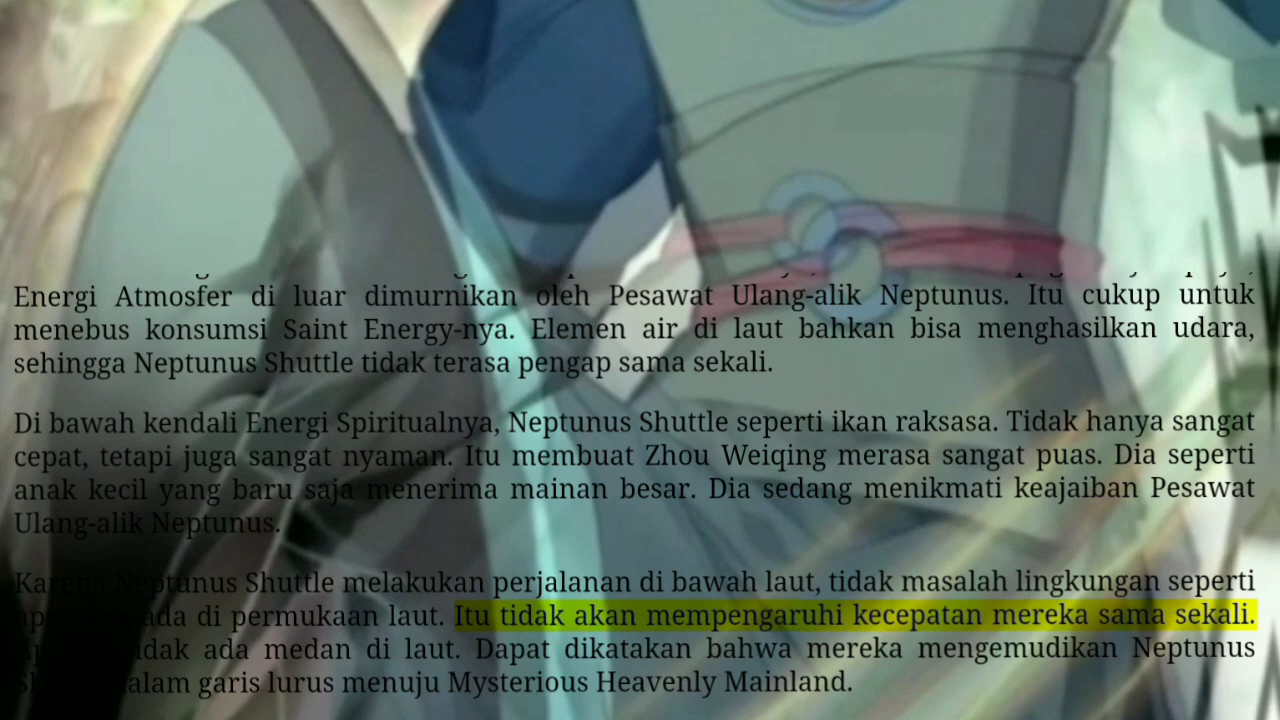 Energi Atmosfer di luar dimurnikan oleh Pesawat Ulang-alik Neptunus. Itu cukup untuk
menebus konsumsi Saint Energy-nya. Elemen air di laut bahkan bisa menghasilkan udara,
sehingga Neptunus Shuttle tidak terasa pengap sama sekali.
Di bawah kendali Energi Spiritualnya, Neptunus Shuttle seperti ikan raksasa. Tidak hanya sangat
cepat, tetapi juga sangat nyaman. Itu membuat Zhou Weiqing merasa sangat puas. Dia seperti
anak kecil yang baru saja menerima mainan besar. Dia sedang menikmati keajaiban Pesawat
Ulang-alik Neptunus.
Karena Neptunus Shuttle melakukan perjalanan di bawah laut, tidak masalah lingkungan seperti
ada di permukaan laut. Itu tidak akan mempengaruhi kecepatan mereka sama sekali.
tidak ada medan di laut. Dapat dikatakan bahwa mereka mengemudikan Neptunus
dalam garis lurus menuju Mysterious Heavenly Mainland.